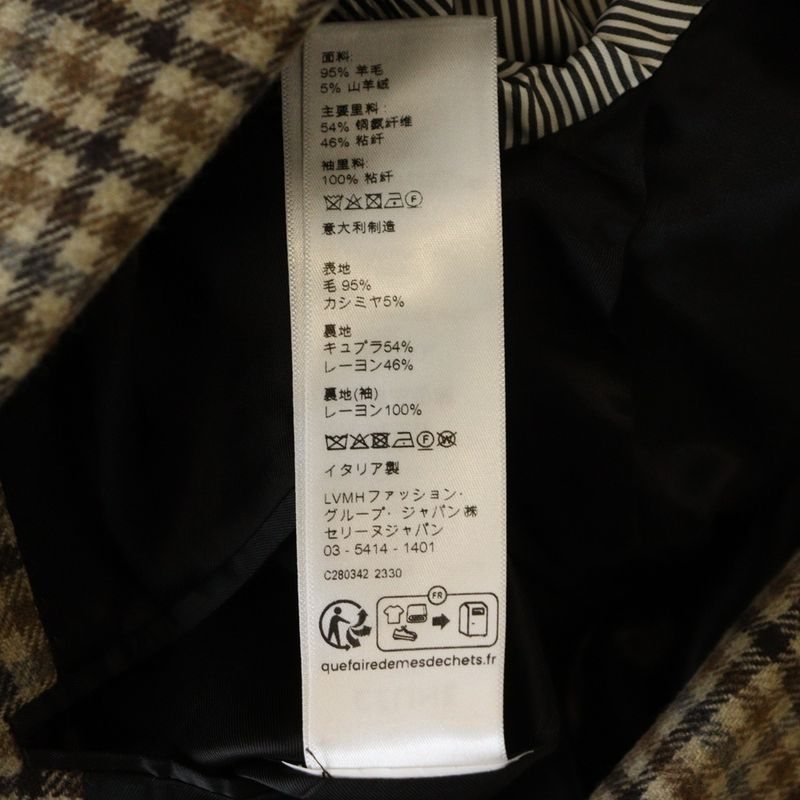 面料:
95% 羊毛
5% 山羊绒
主要里料:
54% 铜氨纤维
46% 粘纤
袖里料:
100% 粘纤
F
意大利制造
表地
毛 95%
カシミヤ5%
裏地
キュプラ54%
レーヨン46%
裏地(袖)
レーヨン100%
F W
イタリア製
LVMHファッション・
グループ・ジャパン㈱
セリーヌジャパン
03 - 5414 - 1401
C280342 2330
FR
quefairedemesdechets.fr